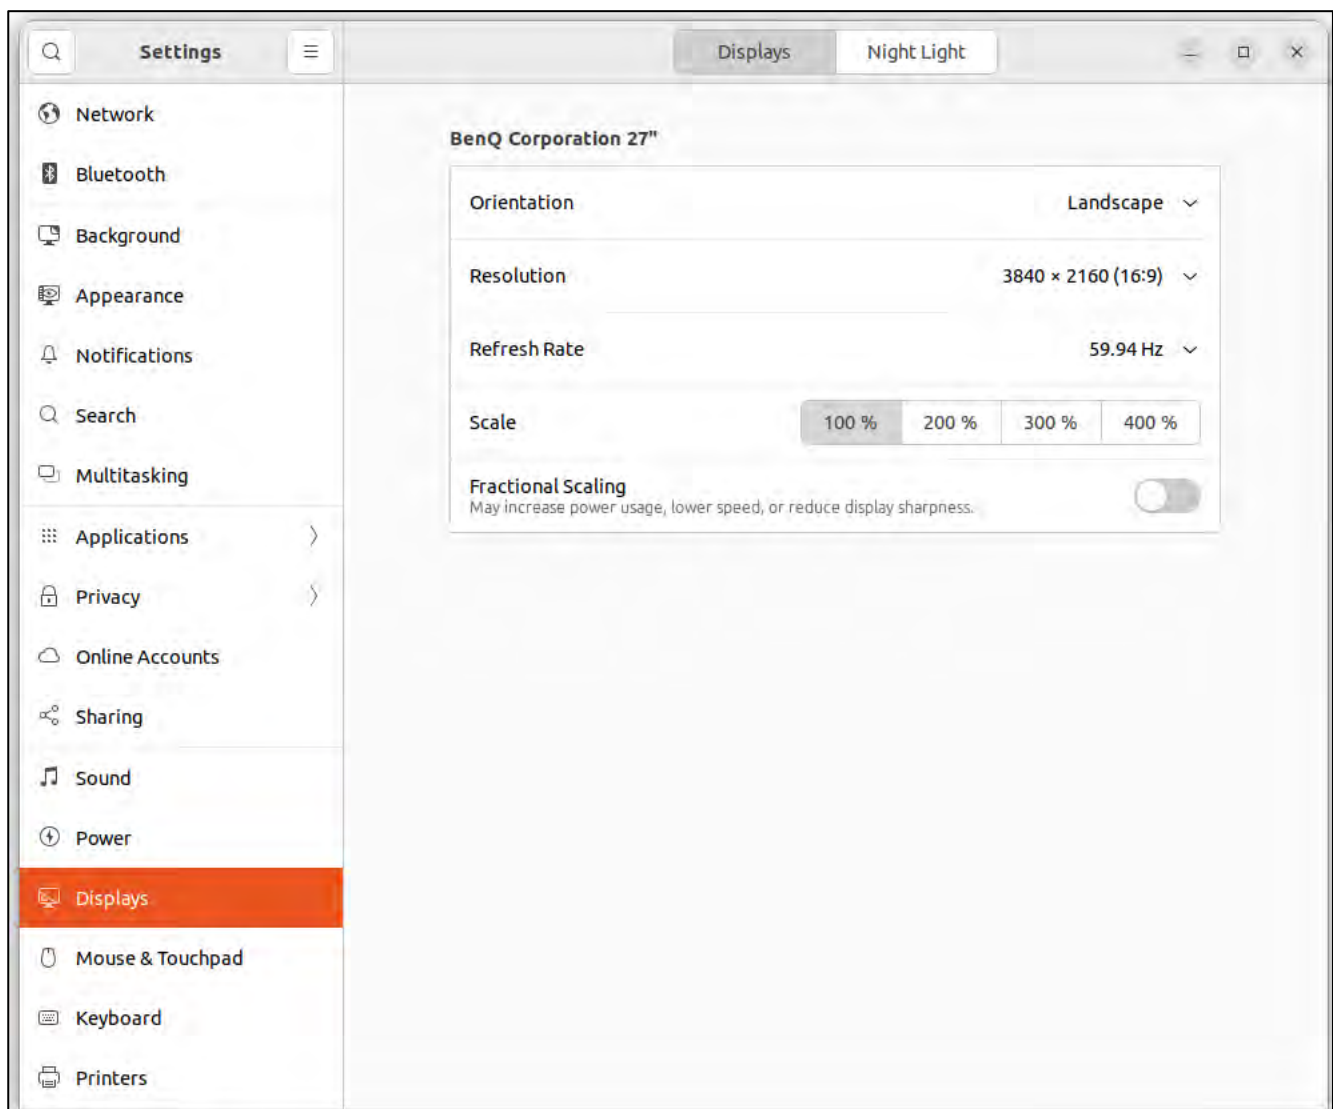 Settings
Displays
Night Light
Network
Bluetooth
Background
Appearance
Notifications
Search
Multitasking
Applications
Privacy
Online Accounts
Sharing
Sound
Power
Displays
Mouse & Touchpad
Keyboard
Printers
BenQ Corporation 27"
Orientation Landscape
Resolution 3840 × 2160 (16:9)
Refresh Rate 59.94 Hz
Scale 100 % 200 % 300 % 400 %
Fractional Scaling
May increase power usage, lower speed, or reduce display sharpness.